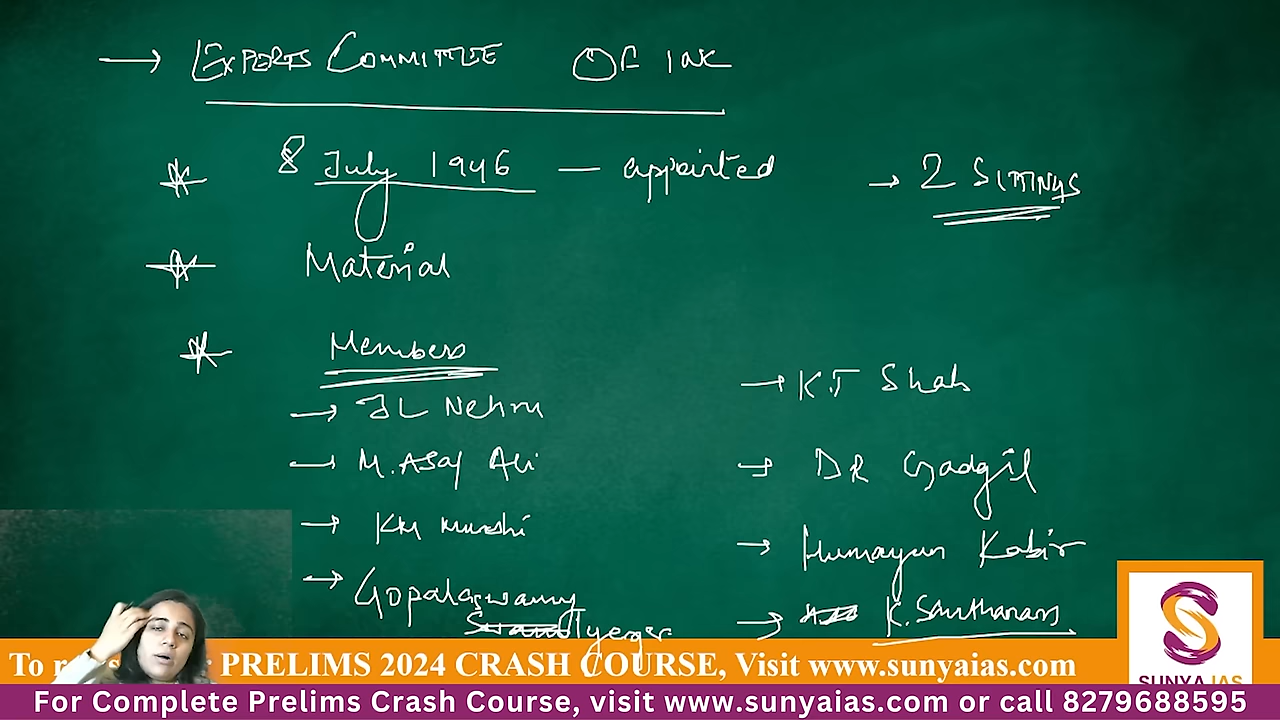 → EXPERTS COMMITTEE OF INC
* 8 July 1946 — appointed → 2 SITTINGS
* Material
* Members
→ JL Nehru
→ M. Asaf Ali
→ KM Munshi
→ Gopalaswamy
Iyengar
→ K.T Shah
→ DR Gadgil
→ Humayun Kabir
→ K. Santhanam
To PRELIMS 2024 CRASH COURSE, Visit www.sunyaias.com
SUNYA IAS
For Complete Prelims Crash Course, visit www.sunyaias.com or call 8279688595